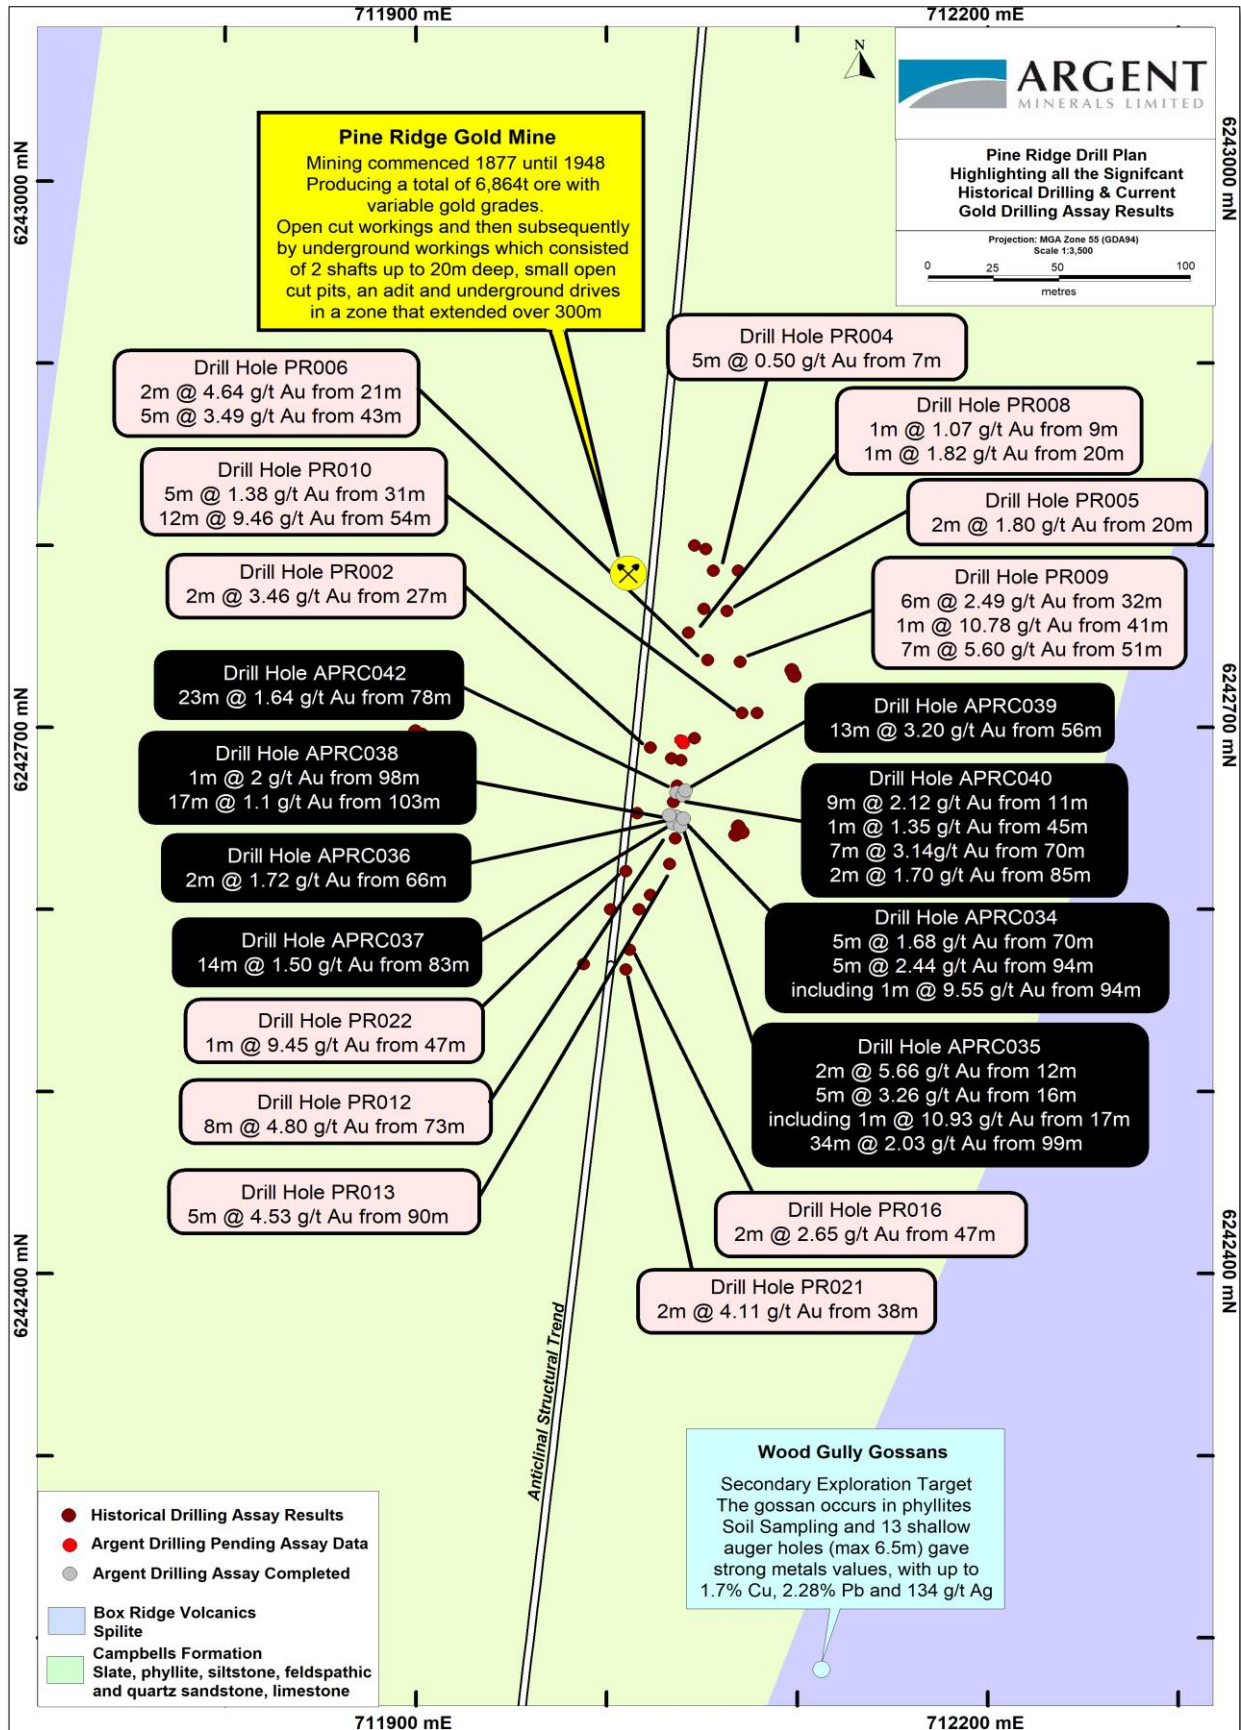 711900 mE
712200 mE
N
ARGENT
MINERALS LIMITED
Pine Ridge Drill Plan
Highlighting all the Signifcant
Historical Drilling & Current
Gold Drilling Assay Results
Projection: MGA Zone 55 (GDA94)
Scale 1:3,500
0 25 50 100
metres
6243000 mN
6243000 mN
Pine Ridge Gold Mine
Mining commenced 1877 until 1948
Producing a total of 6,864t ore with
variable gold grades.
Open cut workings and then subsequently
by underground workings which consisted
of 2 shafts up to 20m deep, small open
cut pits, an adit and underground drives
in a zone that extended over 300m
Drill Hole PR004
5m @ 0.50 g/t Au from 7m
Drill Hole PR006
2m @ 4.64 g/t Au from 21m
5m @ 3.49 g/t Au from 43m
Drill Hole PR008
1m @ 1.07 g/t Au from 9m
1m @ 1.82 g/t Au from 20m
Drill Hole PR010
5m @ 1.38 g/t Au from 31m
12m @ 9.46 g/t Au from 54m
Drill Hole PR005
2m @ 1.80 g/t Au from 20m
Drill Hole PR002
2m @ 3.46 g/t Au from 27m
Drill Hole PR009
6m @ 2.49 g/t Au from 32m
1m @ 10.78 g/t Au from 41m
7m @ 5.60 g/t Au from 51m
Drill Hole APRC042
23m @ 1.64 g/t Au from 78m
Drill Hole APRC039
13m @ 3.20 g/t Au from 56m
6242700 mN
6242700 mN
Drill Hole APRC038
1m @ 2 g/t Au from 98m
17m @ 1.1 g/t Au from 103m
Drill Hole APRC040
9m @ 2.12 g/t Au from 11m
1m @ 1.35 g/t Au from 45m
7m @ 3.14g/t Au from 70m
2m @ 1.70 g/t Au from 85m
Drill Hole APRC036
2m @ 1.72 g/t Au from 66m
Drill Hole APRC037
14m @ 1.50 g/t Au from 83m
Drill Hole APRC034
5m @ 1.68 g/t Au from 70m
5m @ 2.44 g/t Au from 94m
including 1m @ 9.55 g/t Au from 94m
Drill Hole PR022
1m @ 9.45 g/t Au from 47m
Drill Hole APRC035
2m @ 5.66 g/t Au from 12m
5m @ 3.26 g/t Au from 16m
including 1m @ 10.93 g/t Au from 17m
34m @ 2.03 g/t Au from 99m
Drill Hole PR012
8m @ 4.80 g/t Au from 73m
Drill Hole PR013
5m @ 4.53 g/t Au from 90m
Drill Hole PR016
2m @ 2.65 g/t Au from 47m
Drill Hole PR021
2m @ 4.11 g/t Au from 38m
6242400 mN
6242400 mN
Anticlinal Structural Trend
Wood Gully Gossans
Secondary Exploration Target
The gossan occurs in phyllites
Soil Sampling and 13 shallow
auger holes (max 6.5m) gave
strong metals values, with up to
1.7% Cu, 2.28% Pb and 134 g/t Ag
Historical Drilling Assay Results
Argent Drilling Pending Assay Data
Argent Drilling Assay Completed
Box Ridge Volcanics
Spilite
Campbells Formation
Slate, phyllite, siltstone, feldspathic
and quartz sandstone, limestone
711900 mE
712200 mE